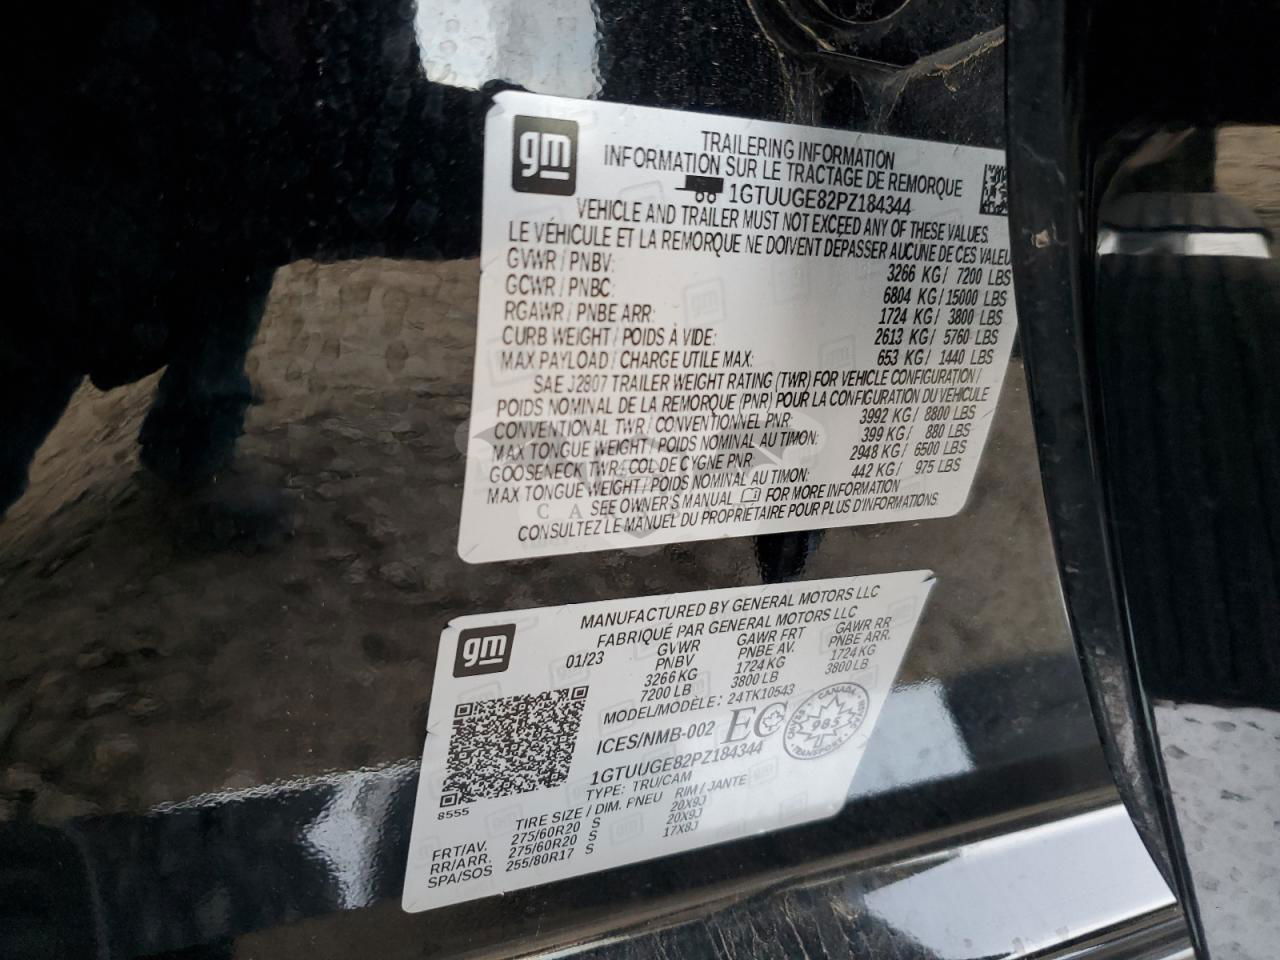 gm
TRAILERING INFORMATION
INFORMATION SUR LE TRACTAGE DE REMORQUE
1GTUUGE82PZ184344
VEHICLE AND TRAILER MUST NOT EXCEED ANY OF THESE VALUES.
LE VÉHICULE ET LA REMORQUE NE DOIVENT DÉPASSER AUCUNE DE CES VALEU
GVWR / PNBV: 3266 KG / 7200 LBS
GCWR / PNBC: 6804 KG / 15000 LBS
RGAWR / PNBE ARR: 1724 KG / 3800 LBS
CURB WEIGHT / POIDS À VIDE: 2613 KG / 5760 LBS
MAX PAYLOAD / CHARGE UTILE MAX: 653 KG / 1440 LBS
SAE J2807 TRAILER WEIGHT RATING (TWR) FOR VEHICLE CONFIGURATION /
POIDS NOMINAL DE LA REMORQUE (PNR) POUR LA CONFIGURATION DU VÉHICULE
CONVENTIONAL TWR / CONVENTIONNEL PNR: 3992 KG / 8800 LBS
MAX TONGUE WEIGHT / POIDS NOMINAL AU TIMON: 399 KG / 880 LBS
GOOSENECK TWR / COL DE CYGNE PNR: 2948 KG / 6500 LBS
MAX TONGUE WEIGHT / POIDS NOMINAL AU TIMON: 442 KG / 975 LBS
SEE OWNER'S MANUAL FOR MORE INFORMATION
CONSULTEZ LE MANUEL DU PROPRIÉTAIRE POUR PLUS D'INFORMATIONS
gm
MANUFACTURED BY GENERAL MOTORS LLC
FABRIQUÉ PAR GENERAL MOTORS LLC
01/23 GVWR GAWR FRT GAWR RR
PNBV PNBE AV. PNBE ARR.
3266 KG 1724 KG 1724 KG
7200 LB 3800 LB 3800 LB
MODEL/MODÈLE: 24TK10543
ICES/NMB-002 EC
CANADA 985 TRANSPORT
1GTUUGE82PZ184344
8555
TYPE: TRU/CAM
TIRE SIZE / DIM. PNEU RIM / JANTE
FRT/AV. 275/60R20 S 20X9J
RR/ARR. 275/60R20 S 20X9J
SPA/SOS 255/80R17 S 17X8J